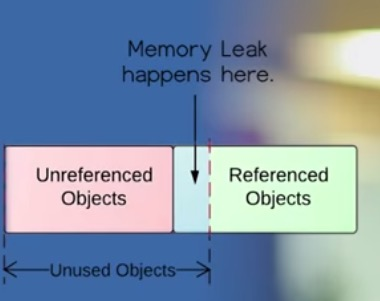 Memory Leak
happens here.
Unreferenced
Objects
Referenced
Objects
Unused Objects